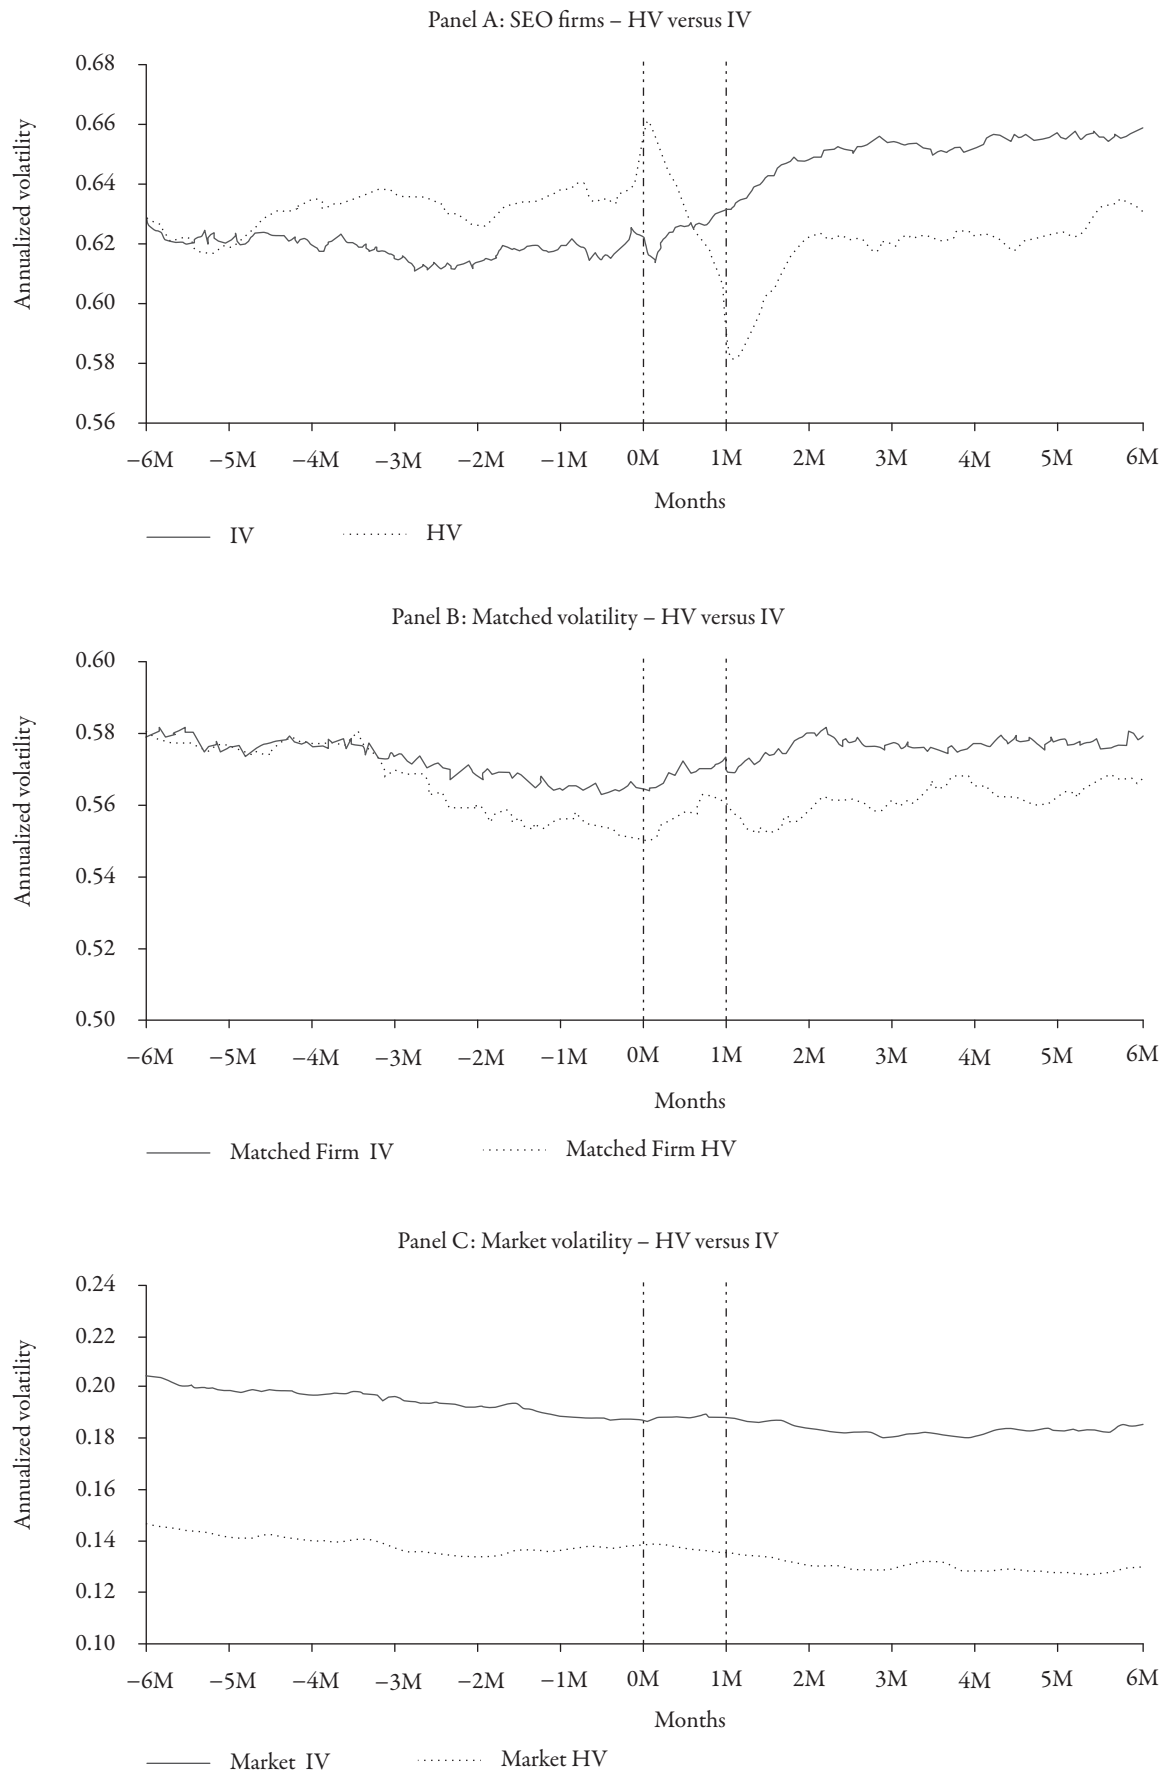 Panel A: SEO firms – HV versus IV
Annualized volatility
0.68
0.66
0.64
0.62
0.60
0.58
0.56
−6M −5M −4M −3M −2M −1M 0M 1M 2M 3M 4M 5M 6M
Months
IV HV
Panel B: Matched volatility – HV versus IV
Annualized volatility
0.60
0.58
0.56
0.54
0.52
0.50
−6M −5M −4M −3M −2M −1M 0M 1M 2M 3M 4M 5M 6M
Months
Matched Firm IV Matched Firm HV
Panel C: Market volatility – HV versus IV
Annualized volatility
0.24
0.22
0.20
0.18
0.16
0.14
0.12
0.10
−6M −5M −4M −3M −2M −1M 0M 1M 2M 3M 4M 5M 6M
Months
Market IV Market HV